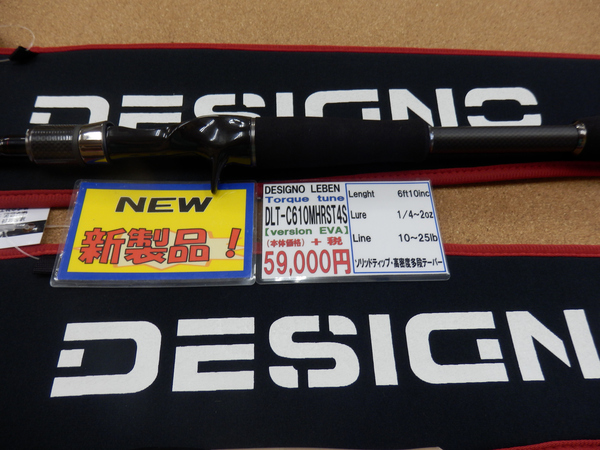 DESIGNO
NEW
新製品！
DESIGNO LEBEN
Torque tune
DLT-C610MHRST4S
【version EVA】
(本体価格) + 税
59,000円
Lenght 6ft10inc
Lure 1/4~2oz
Line 10~25lb
ソリッドティップ・高密度多段テーパー
DESIGNO